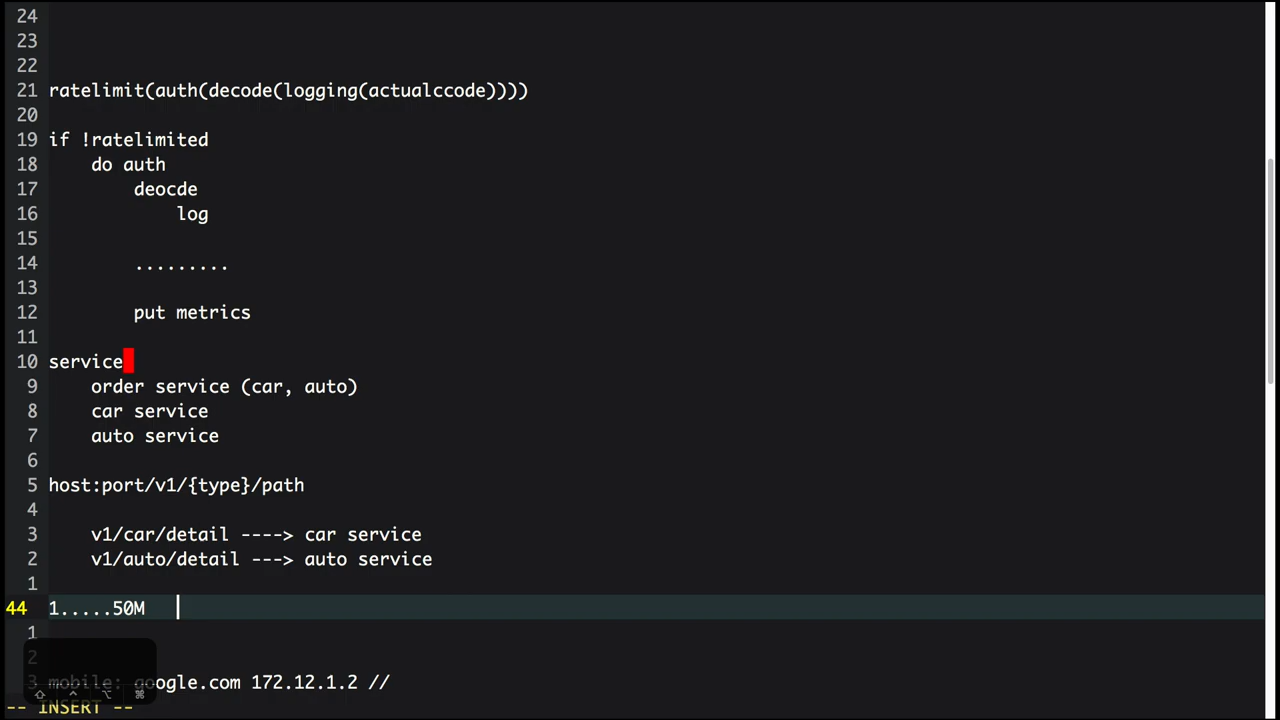 24
23
22
21 ratelimit(auth(decode(logging(actualccode))))
20
19 if !ratelimited
18 do auth
17 deocde
16 log
15
14 .........
13
12 put metrics
11
10 service
9 order service (car, auto)
8 car service
7 auto service
6
5 host:port/v1/{type}/path
4
3 v1/car/detail ----> car service
2 v1/auto/detail ---> auto service
1
44 1.....50M
1
2
3 mobile: google.com 172.12.1.2 //
⇧ ^ ⌥ ⌘
-- INSERT --